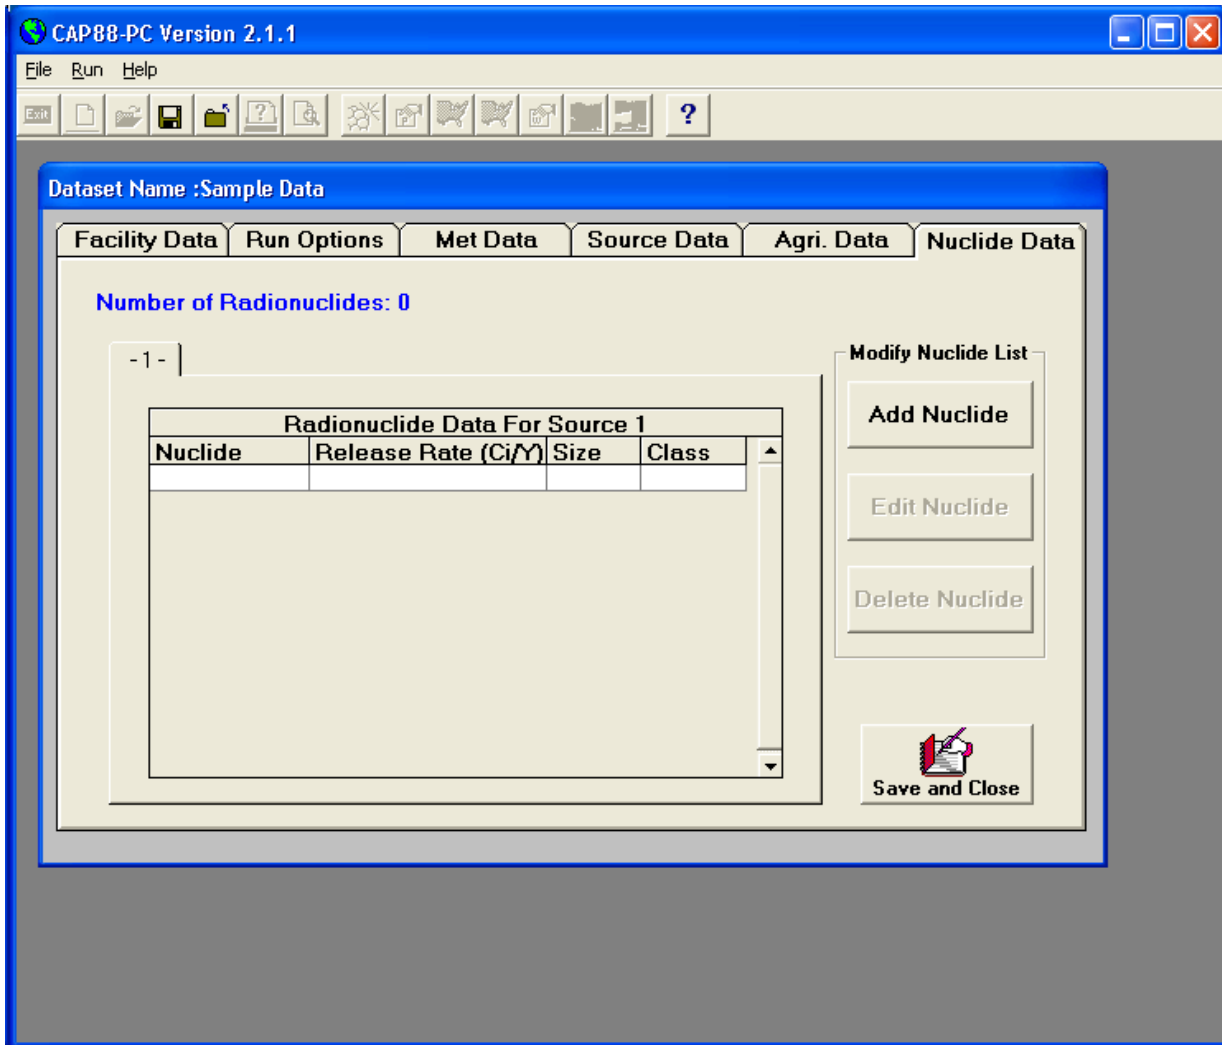 CAP88-PC Version 2.1.1
File Run Help
Exit
?
Dataset Name :Sample Data
Facility Data Run Options Met Data Source Data Agri. Data Nuclide Data
Number of Radionuclides: 0
- 1 -
Modify Nuclide List
Radionuclide Data For Source 1
Nuclide Release Rate (Ci/Y) Size Class
Add Nuclide
Edit Nuclide
Delete Nuclide
Save and Close